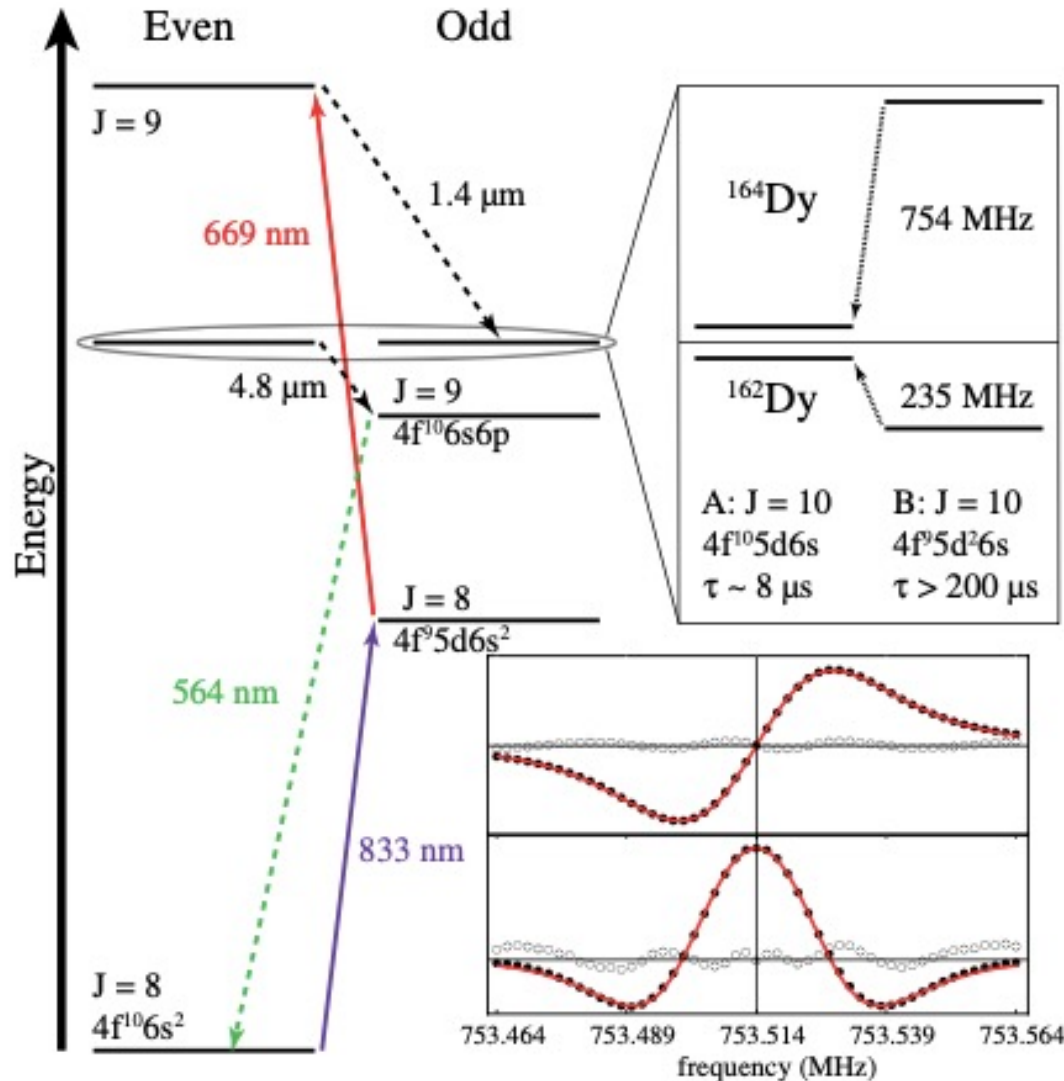 Even
Odd
J = 9
1.4 μm
669 nm
4.8 μm
J = 9
4f¹⁰6s6p
J = 8
4f⁹5d6s²
564 nm
833 nm
J = 8
4f¹⁰6s²
Energy
¹⁶⁴Dy
754 MHz
¹⁶²Dy
235 MHz
A: J = 10
4f¹⁰5d6s
τ ~ 8 μs
B: J = 10
4f⁹5d²6s
τ > 200 μs
753.464 753.489 753.514 753.539 753.564
frequency (MHz)